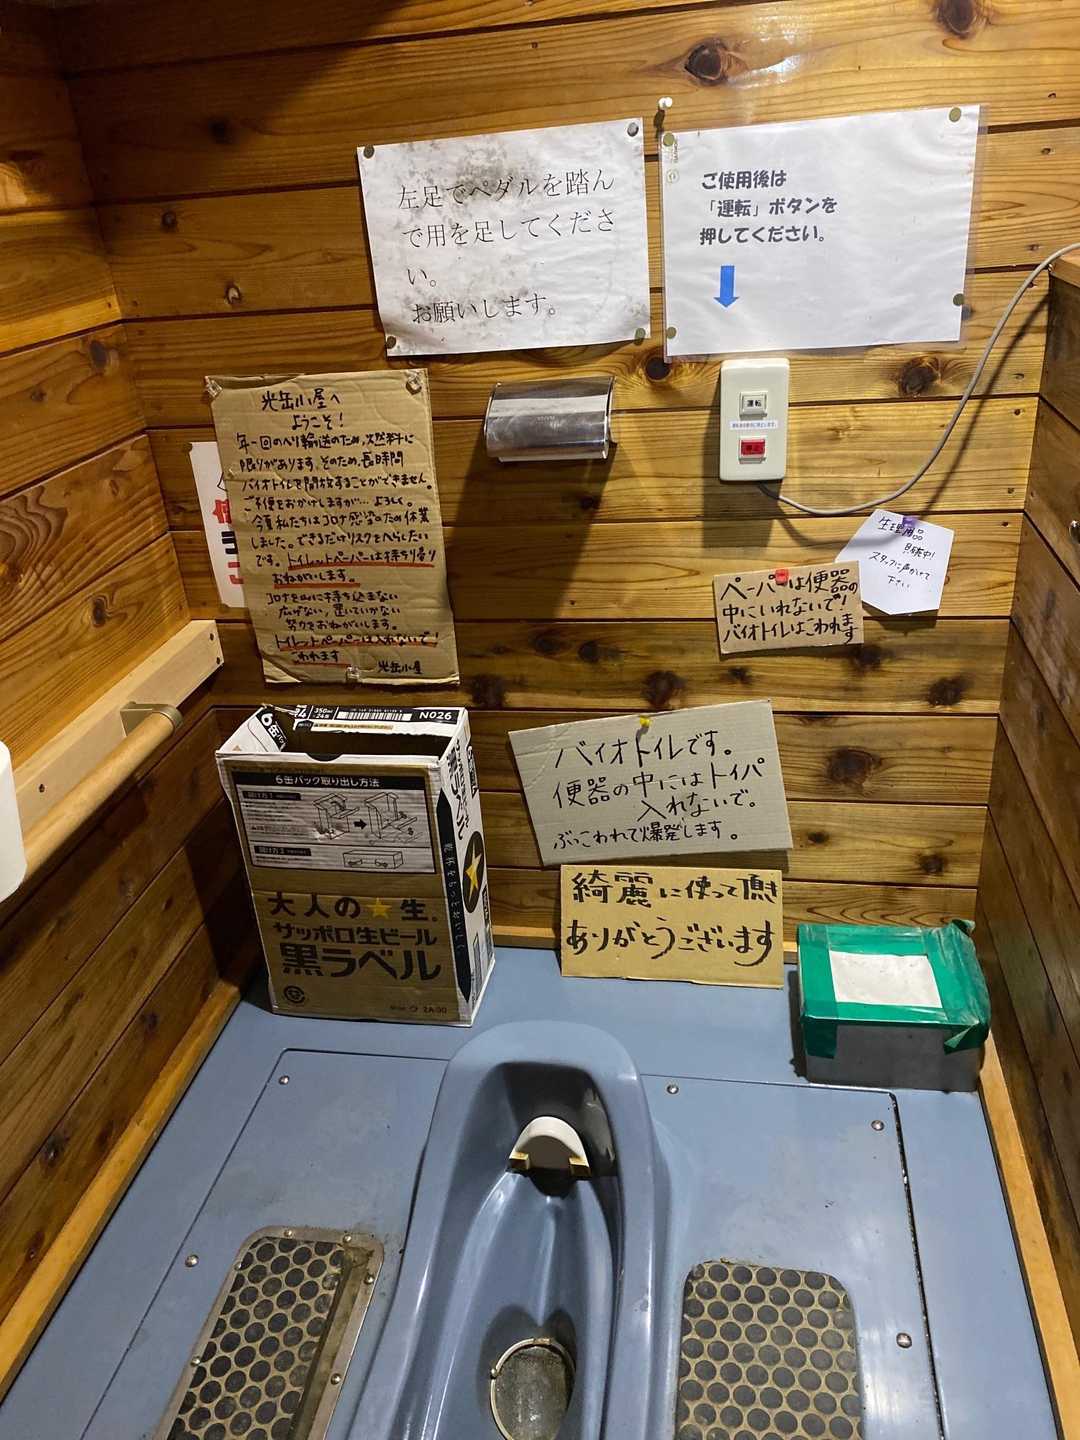 左足でペダルを踏ん
で用を足してくださ
い。
お願いします。
ご使用後は
「運転」ボタンを
押してください。
運転
停止
光岳小屋へ
ようこそ!
年一回のヘリ輸送のため、燃料に
限りがあります。そのため、長時間
バイオトイレを開放することができません。
ご不便をおかけしますが… よろしく。
今夏私たちはコロナ感染のため休業
しました。できるだけリスクをへらしたい
です。トイレットペーパーは持ち帰り
おねがいします。
コロナを山に持ち込まない
広げない、置いていかない
努力をおねがいします。
トイレットペーパーは入れないで!
こわれます
光岳小屋
生理用品
販売中!
スタッフに声かけて
下さい
ペーパーは便器の
中にいれないで!
バイオトイレはこわれます
バイオトイレです。
便器の中にはトイパ
入れないで。
ぶっこわれて爆発します。
綺麗に使って頂き
ありがとうございます
6缶
350ml
24缶
N026
6缶パック取り出し方法
大人の★生。
サッポロ生ビール
黒ラベル
2A-30